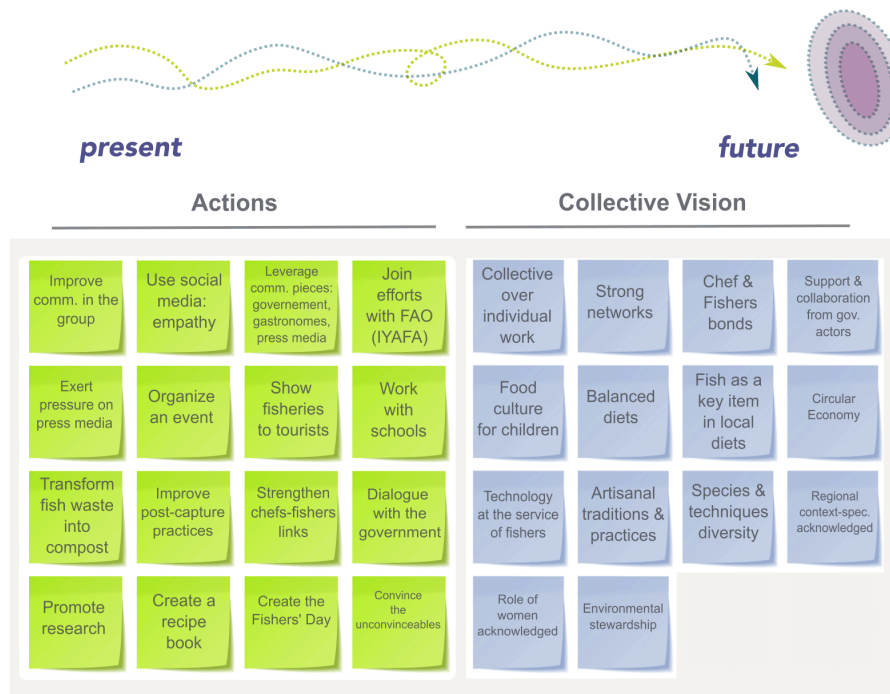 present
future
Actions
Collective Vision
Improve
comm. in the
group
Use social
media:
empathy
Leverage
comm. pieces:
governement,
gastronomes,
press media
Join
efforts
with FAO
(IYAFA)
Collective
over
individual
work
Strong
networks
Chef &
Fishers
bonds
Support &
collaboration
from gov.
actors
Exert
pressure on
press media
Organize
an event
Show
fisheries
to tourists
Work
with
schools
Food
culture
for children
Balanced
diets
Fish as a
key item
in local
diets
Circular
Economy
Transform
fish waste
into
compost
Improve
post-capture
practices
Strengthen
chefs-fishers
links
Dialogue
with the
government
Technology
at the service
of fishers
Artisanal
traditions &
practices
Species &
techniques
diversity
Regional
context-spec.
acknowledged
Promote
research
Create a
recipe
book
Create the
Fishers' Day
Convince
the
unconvinceables
Role of
women
acknowledged
Environmental
stewardship